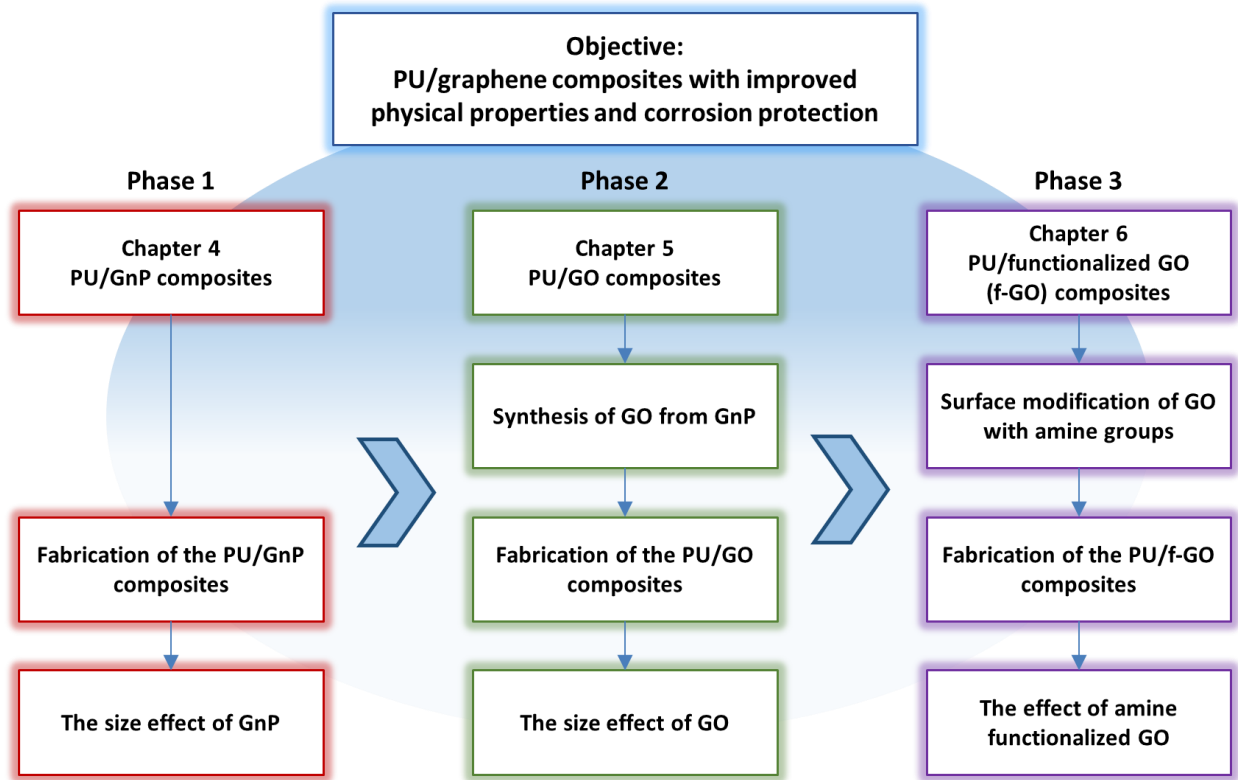 Objective:
PU/graphene composites with improved
physical properties and corrosion protection
Phase 1
Chapter 4
PU/GnP composites
Fabrication of the PU/GnP
composites
The size effect of GnP
Phase 2
Chapter 5
PU/GO composites
Synthesis of GO from GnP
Fabrication of the PU/GO
composites
The size effect of GO
Phase 3
Chapter 6
PU/functionalized GO
(f-GO) composites
Surface modification of GO
with amine groups
Fabrication of the PU/f-GO
composites
The effect of amine
functionalized GO